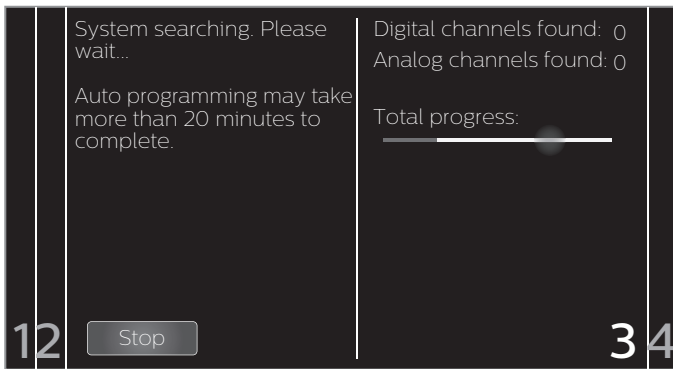 System searching. Please
wait...
Auto programming may take
more than 20 minutes to
complete.
Digital channels found: 0
Analog channels found: 0
Total progress:
1 2 Stop 3 4